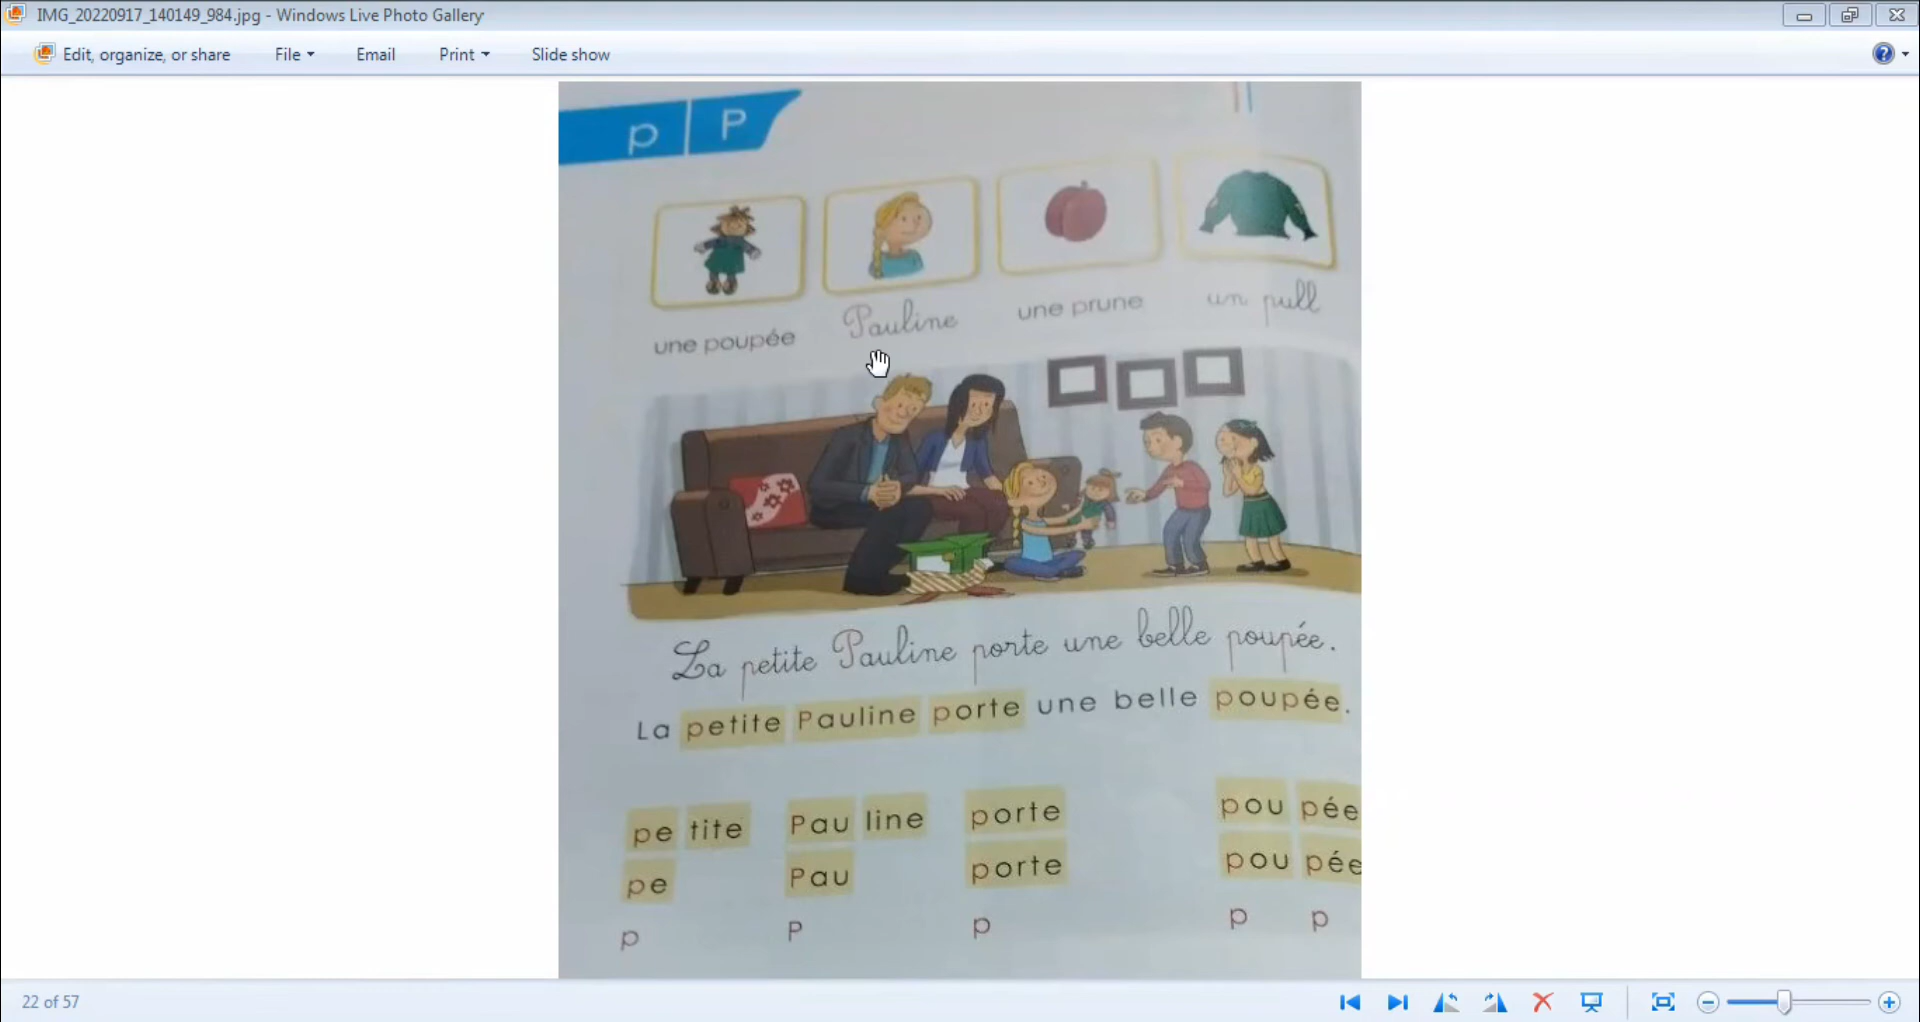 IMG_20220917_140149_984.jpg - Windows Live Photo Gallery
Edit, organize, or share File Email Print Slide show
p P
une poupée Pauline une prune un pull
La petite Pauline porte une belle poupée.
La petite Pauline porte une belle poupée.
pe tite Pau line porte pou pée
pe Pau porte pou pée
p P p p p
22 of 57